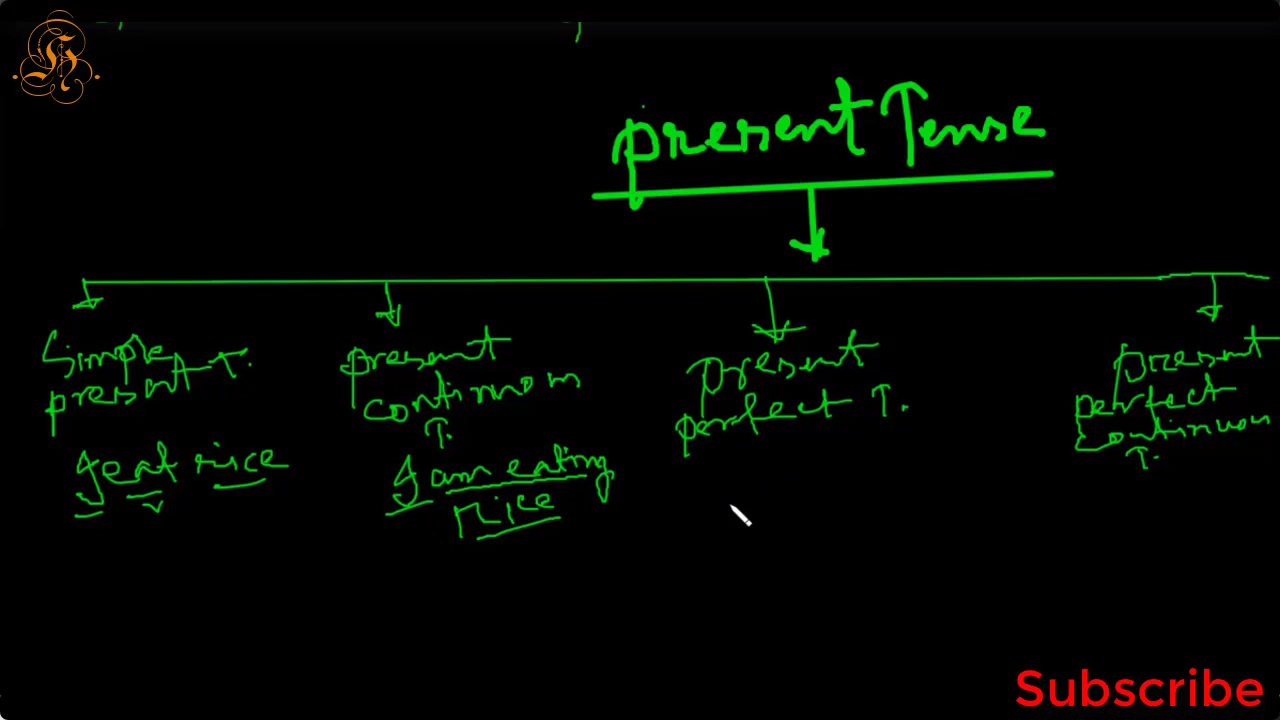 present Tense
Simple
present T.
I eat rice
v
present
continuous
T.
I am eating
rice
present
perfect T.
present
perfect
continuous
T.
Subscribe